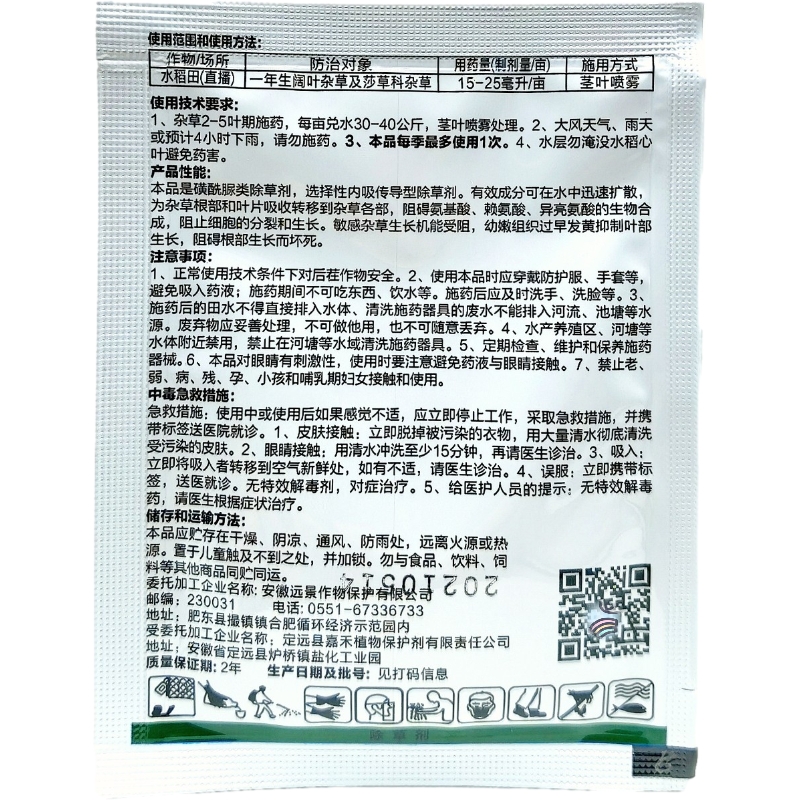 使用范围和使用方法:
作物/场所 防治对象 用药量(制剂量/亩) 施用方式
水稻田(直播) 一年生阔叶杂草及莎草科杂草 15-25毫升/亩 茎叶喷雾
使用技术要求:
1、杂草2-5叶期施药，每亩兑水30-40公斤，茎叶喷雾处理。2、大风天气、雨天
或预计4小时下雨，请勿施药。3、本品每季最多使用1次。4、水层勿淹没水稻心
叶避免药害。
产品性能:
本品是磺酰脲类除草剂，选择性内吸传导型除草剂。有效成分可在水中迅速扩散，
为杂草根部和叶片吸收转移到杂草各部，阻碍氨基酸、赖氨酸、异亮氨酸的生物合
成，阻止细胞的分裂和生长。敏感杂草生长机能受阻，幼嫩组织过早发黄抑制叶部
生长，阻碍根部生长而坏死。
注意事项:
1、正常使用技术条件下对后茬作物安全。2、使用本品时应穿戴防护服、手套等，
避免吸入药液；施药期间不可吃东西、饮水等。施药后应及时洗手、洗脸等。3、
施药后的田水不得直接排入水体、清洗施药器具的废水不能排入河流、池塘等水
源。废弃物应妥善处理，不可做他用，也不可随意丢弃。4、水产养殖区、河塘等
水体附近禁用，禁止在河塘等水域清洗施药器具。5、定期检查、维护和保养施药
器械。6、本品对眼睛有刺激性，使用时要注意避免药液与眼睛接触。7、禁止老、
弱、病、残、孕、小孩和哺乳期妇女接触和使用。
中毒急救措施:
急救措施：使用中或使用后如果感觉不适，应立即停止工作，采取急救措施，并携
带标签送医院就诊。1、皮肤接触：立即脱掉被污染的衣物，用大量清水彻底清洗
受污染的皮肤。2、眼睛接触：用清水冲洗至少15分钟，再请医生诊治。3、吸入：
立即将吸入者转移到空气新鲜处，如有不适，请医生诊治。4、误服：立即携带标
签，送医就诊。无特效解毒剂，对症治疗。5、给医护人员的提示：无特效解毒
药，请医生根据症状治疗。
储存和运输方法:
本品应贮存在干燥、阴凉、通风、防雨处，远离火源或热
源。置于儿童触及不到之处，并加锁。勿与食品、饮料、饲
料等其他商品同贮同运。
20210514
委托加工企业名称: 安徽远景作物保护有限公司
邮编：230031 电话: 0551-67336733
地址：肥东县撮镇镇合肥循环经济示范园内
受委托加工企业名称：定远县嘉禾植物保护剂有限责任公司
地址：安徽省定远县炉桥镇盐化工业园
质量保证期: 2年 生产日期及批号: 见打码信息
除草剂